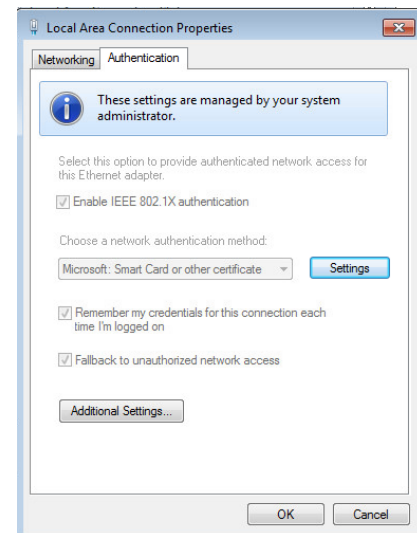 Local Area Connection Properties
Networking
Authentication
These settings are managed by your system
administrator.
Select this option to provide authenticated network access for
this Ethernet adapter.
Enable IEEE 802.1X authentication
Choose a network authentication method:
Microsoft: Smart Card or other certificate
Settings
Remember my credentials for this connection each
time I'm logged on
Fallback to unauthorized network access
Additional Settings...
OK
Cancel